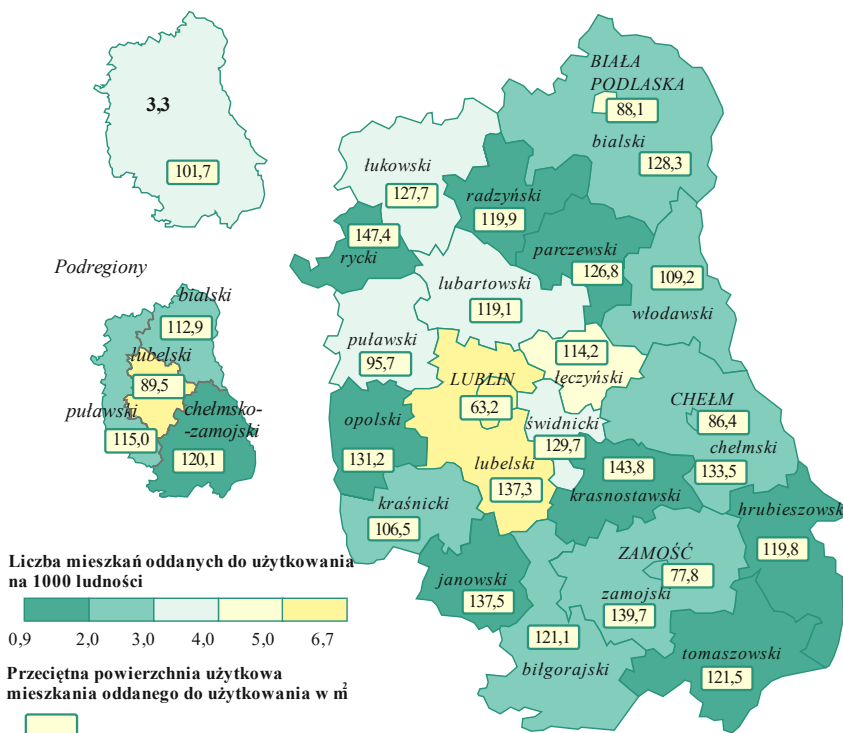 3,3
101,7
Podregiony
bialski
112,9
lubelski
89,5
puławski
115,0
chełmsko-
-zamojski
120,1
BIAŁA
PODLASKA
88,1
bialski
128,3
łukowski
127,7
radzyński
119,9
147,4
rycki
parczewski
126,8
109,2
włodawski
lubartowski
119,1
puławski
95,7
114,2
łęczyński
LUBLIN
63,2
świdnicki
129,7
CHEŁM
86,4
chełmski
133,5
opolski
131,2
lubelski
137,3
143,8
krasnostawski
kraśnicki
106,5
hrubieszowsk
119,8
ZAMOŚĆ
77,8
zamojski
139,7
janowski
137,5
121,1
biłgorajski
tomaszowski
121,5
Liczba mieszkań oddanych do użytkowania
na 1000 ludności
0,9 2,0 3,0 4,0 5,0 6,7
Przeciętna powierzchnia użytkowa
mieszkania oddanego do użytkowania w m²